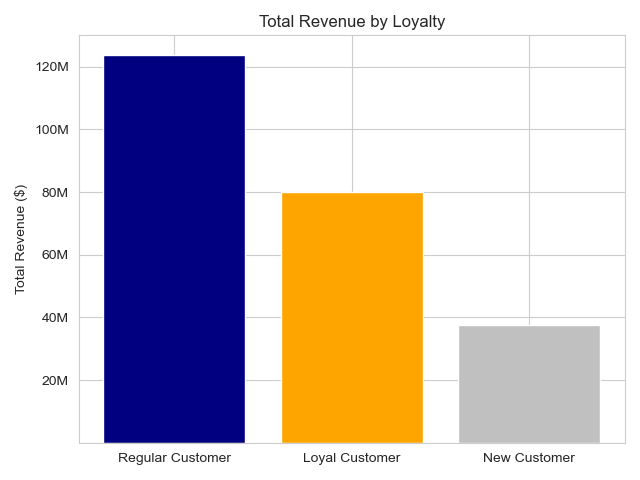 Total Revenue by Loyalty
Total Revenue ($)
120M
100M
80M
60M
40M
20M
Regular Customer
Loyal Customer
New Customer